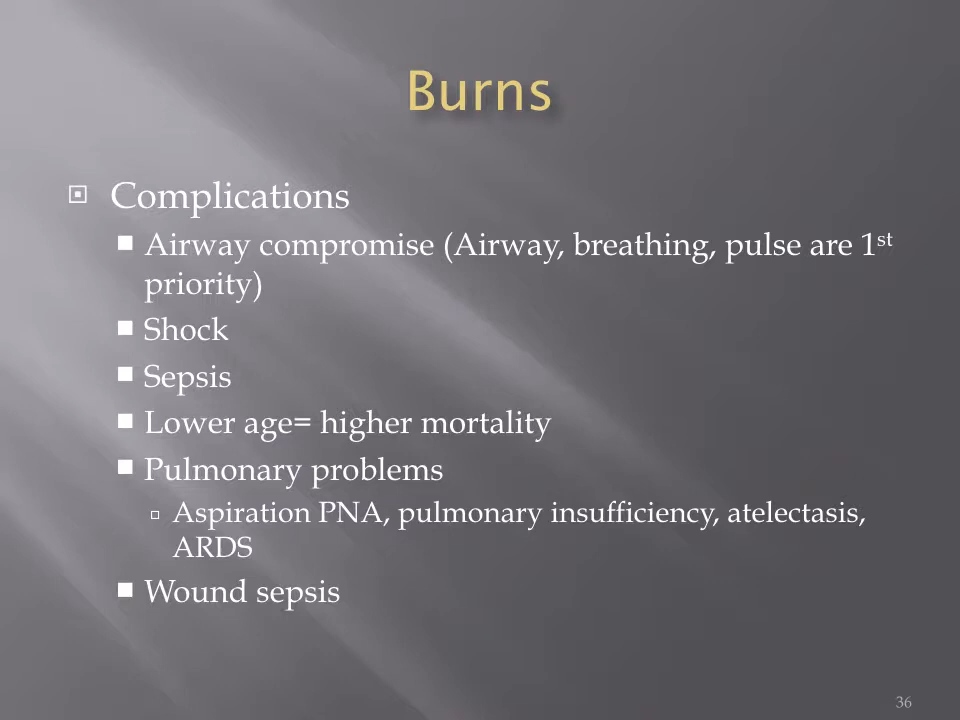 Burns
Complications
Airway compromise (Airway, breathing, pulse are 1st
priority)
Shock
Sepsis
Lower age= higher mortality
Pulmonary problems
Aspiration PNA, pulmonary insufficiency, atelectasis,
ARDS
Wound sepsis
36